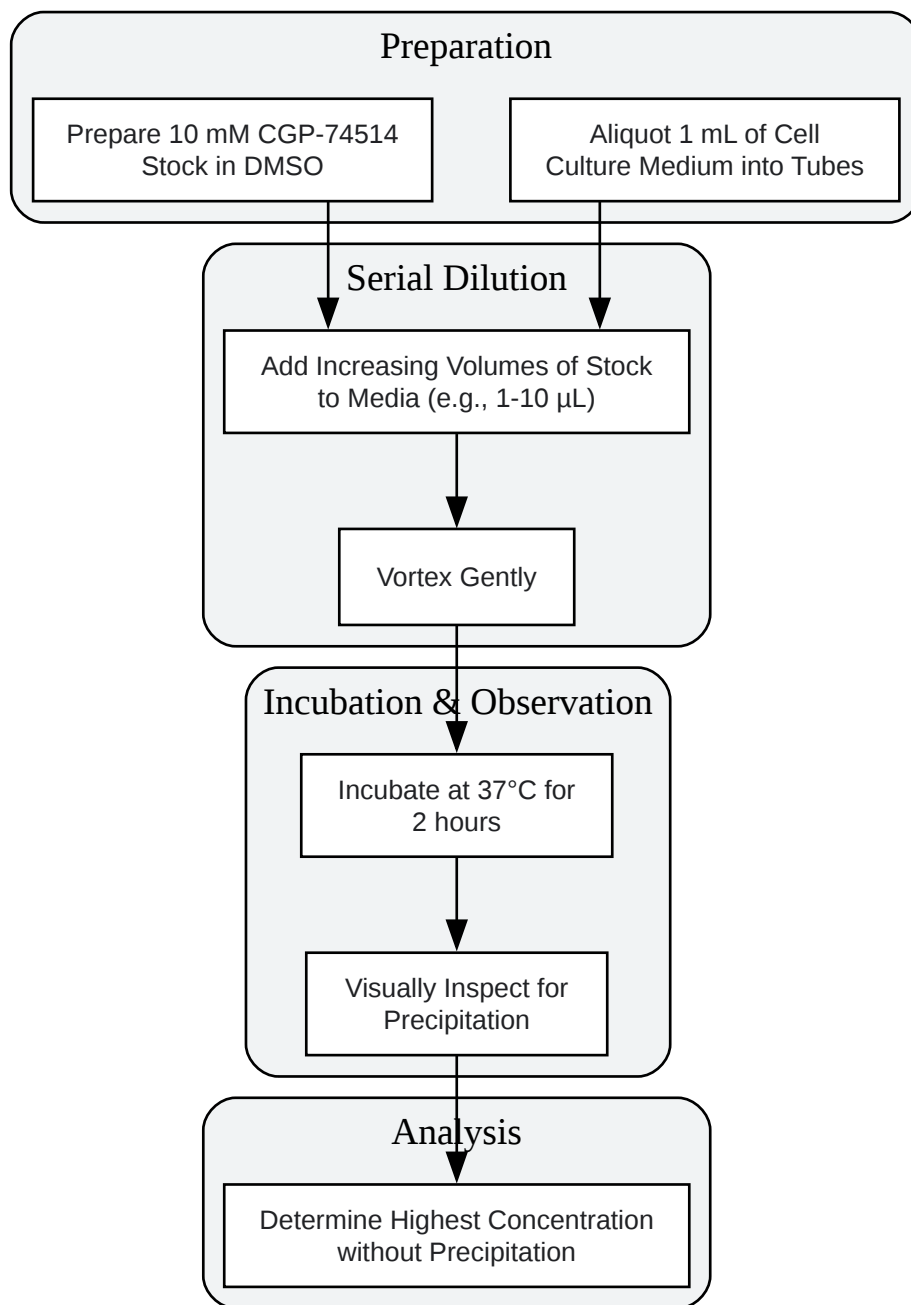 Preparation
Prepare 10 mM CGP-74514
Stock in DMSO
Aliquot 1 mL of Cell
Culture Medium into Tubes
Serial Dilution
Add Increasing Volumes of Stock
to Media (e.g., 1-10 µL)
Vortex Gently
Incubation & Observation
Incubate at 37°C for
2 hours
Visually Inspect for
Precipitation
Analysis
Determine Highest Concentration
without Precipitation